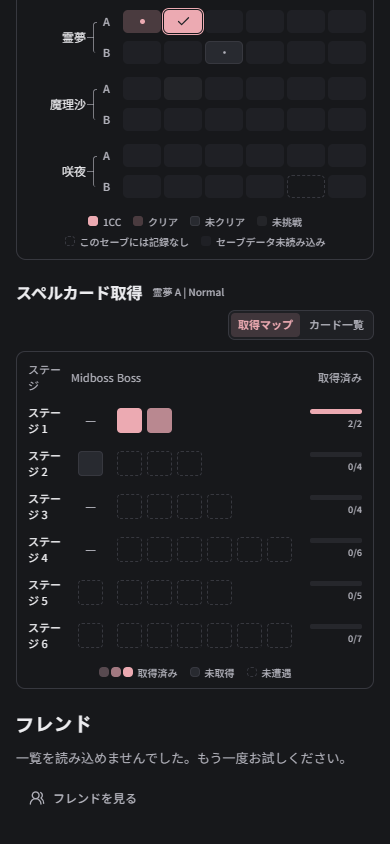 霊夢
A
B
魔理沙
A
B
咲夜
A
B
1CC クリア 未クリア 未挑戦
このセーブには記録なし セーブデータ未読み込み
スペルカード取得 霊夢 A | Normal
取得マップ カード一覧
ステー
ジ Midboss Boss 取得済み
ステー
ジ 1 — 2/2
ステー
ジ 2 0/4
ステー
ジ 3 — 0/4
ステー
ジ 4 — 0/6
ステー
ジ 5 0/5
ステー
ジ 6 0/7
取得済み 未取得 未遭遇
フレンド
一覧を読み込めませんでした。もう一度お試しください。
フレンドを見る